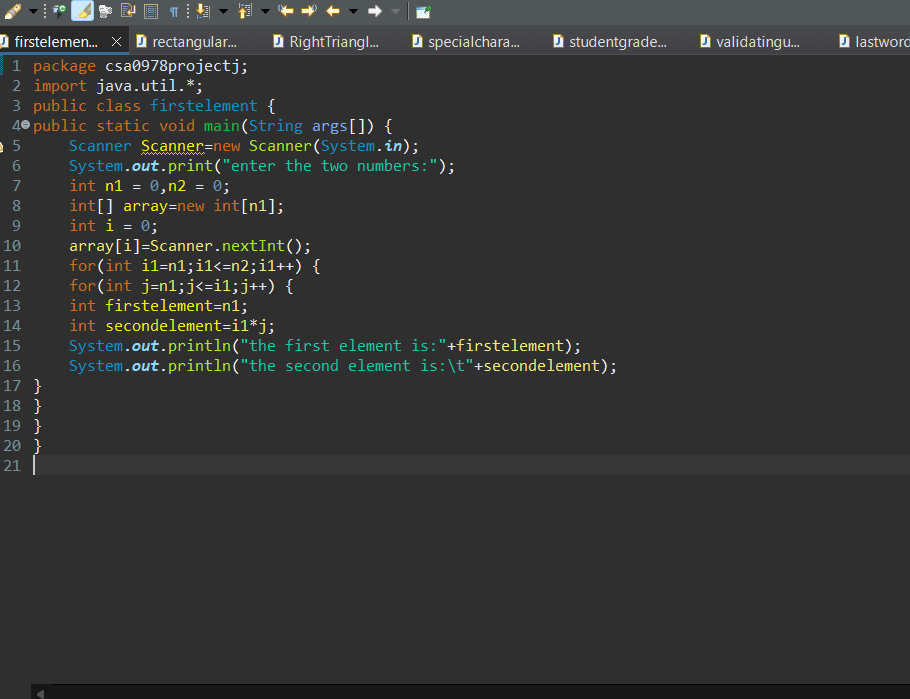 firstelemen... rectangular... RightTriangl... specialchara... studentgrade... validatingu... lastword
1 package csa0978projectj;
2 import java.util.*;
3 public class firstelement {
4 public static void main(String args[]) {
5 Scanner Scanner=new Scanner(System.in);
6 System.out.print("enter the two numbers:");
7 int n1 = 0,n2 = 0;
8 int[] array=new int[n1];
9 int i = 0;
10 array[i]=Scanner.nextInt();
11 for(int i1=n1;i1<=n2;i1++) {
12 for(int j=n1;j<=i1;j++) {
13 int firstelement=n1;
14 int secondelement=i1*j;
15 System.out.println("the first element is:"+firstelement);
16 System.out.println("the second element is:\t"+secondelement);
17 }
18 }
19 }
20 }
21